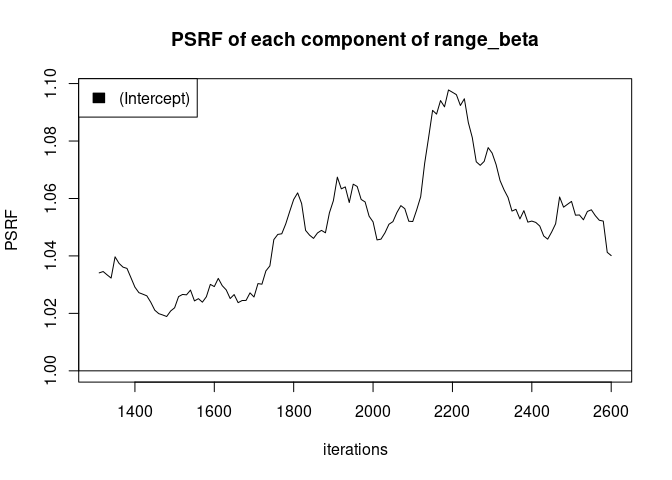 PSRF of each component of range_beta
(Intercept)
PSRF
1.10
1.08
1.06
1.04
1.02
1.00
1400 1600 1800 2000 2200 2400 2600
iterations